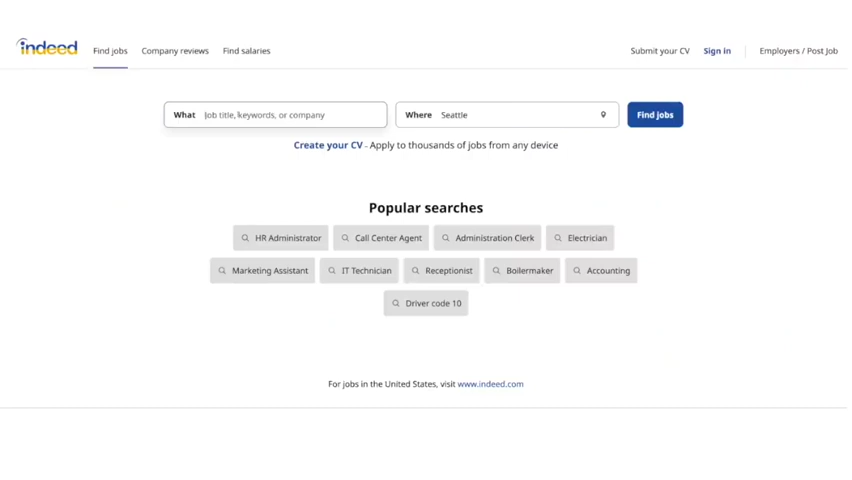 indeed Find jobs Company reviews Find salaries Submit your CV Sign in Employers / Post Job
What Job title, keywords, or company Where Seattle Find jobs
Create your CV - Apply to thousands of jobs from any device
Popular searches
HR Administrator Call Center Agent Administration Clerk Electrician
Marketing Assistant IT Technician Receptionist Boilermaker Accounting
Driver code 10
For jobs in the United States, visit www.indeed.com